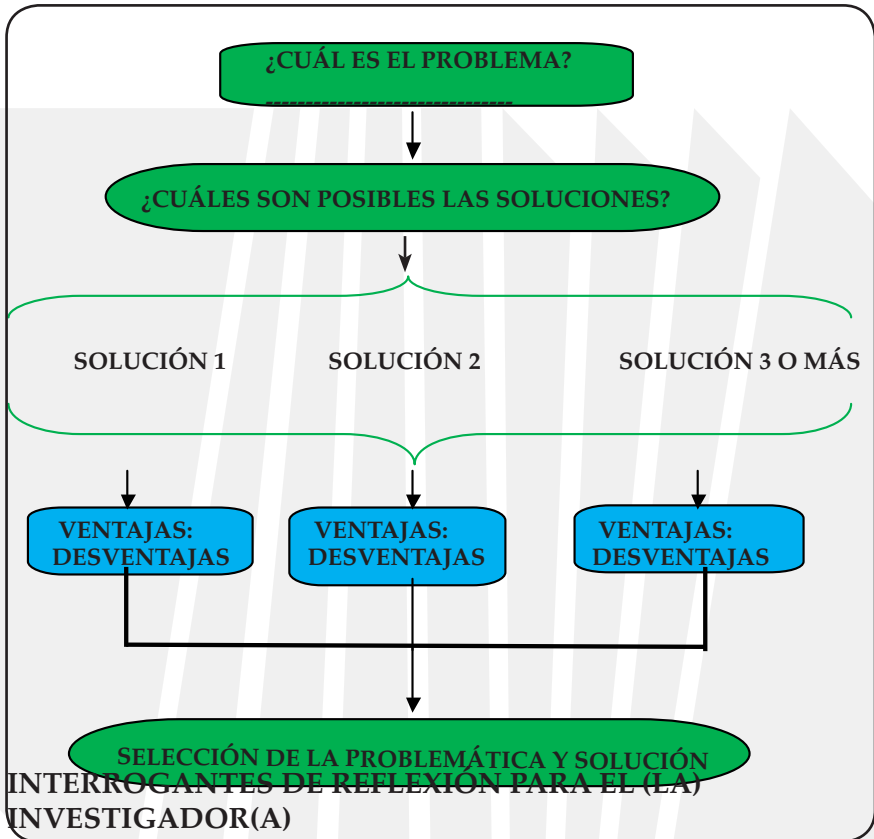 ¿CUÁL ES EL PROBLEMA?
-------------------------------
¿CUÁLES SON POSIBLES LAS SOLUCIONES?
SOLUCIÓN 1 SOLUCIÓN 2 SOLUCIÓN 3 O MÁS
VENTAJAS:
DESVENTAJAS
VENTAJAS:
DESVENTAJAS
VENTAJAS:
DESVENTAJAS
SELECCIÓN DE LA PROBLEMÁTICA Y SOLUCIÓN
INTERROGANTES DE REFLEXIÓN PARA EL (LA)
INVESTIGADOR(A)